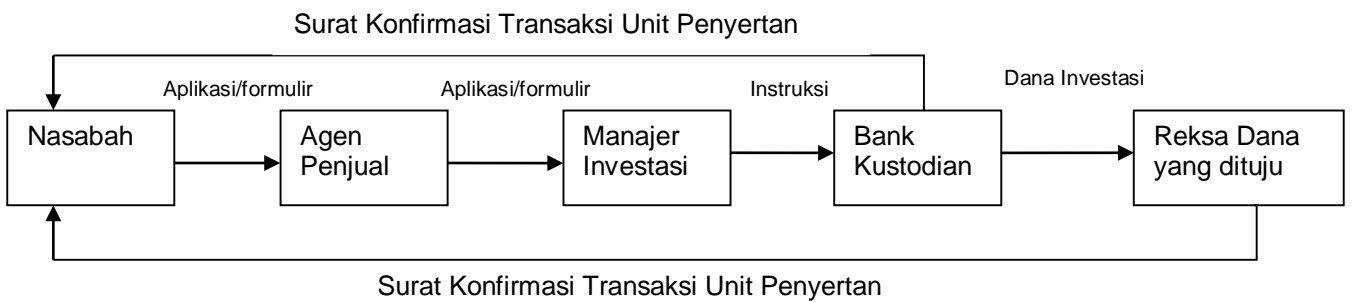 Surat Konfirmasi Transaksi Unit Penyertan
Aplikasi/formulir
Aplikasi/formulir
Instruksi
Dana Investasi
Nasabah
Agen
Penjual
Manajer
Investasi
Bank
Kustodian
Reksa Dana
yang dituju
Surat Konfirmasi Transaksi Unit Penyertan